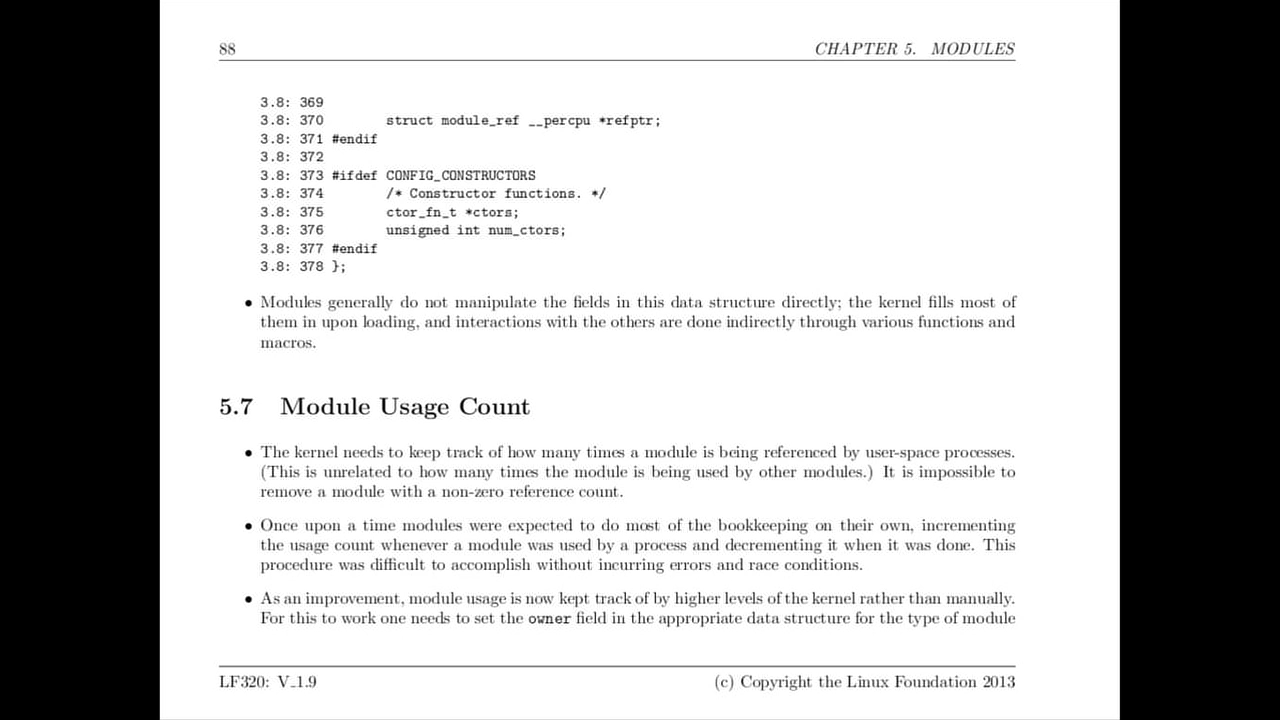 88 CHAPTER 5. MODULES
3.8: 369
3.8: 370 struct module_ref __percpu *refptr;
3.8: 371 #endif
3.8: 372
3.8: 373 #ifdef CONFIG_CONSTRUCTORS
3.8: 374 /* Constructor functions. */
3.8: 375 ctor_fn_t *ctors;
3.8: 376 unsigned int num_ctors;
3.8: 377 #endif
3.8: 378 };
• Modules generally do not manipulate the fields in this data structure directly; the kernel fills most of
them in upon loading, and interactions with the others are done indirectly through various functions and
macros.
5.7 Module Usage Count
• The kernel needs to keep track of how many times a module is being referenced by user-space processes.
(This is unrelated to how many times the module is being used by other modules.) It is impossible to
remove a module with a non-zero reference count.
• Once upon a time modules were expected to do most of the bookkeeping on their own, incrementing
the usage count whenever a module was used by a process and decrementing it when it was done. This
procedure was difficult to accomplish without incurring errors and race conditions.
• As an improvement, module usage is now kept track of by higher levels of the kernel rather than manually.
For this to work one needs to set the owner field in the appropriate data structure for the type of module
LF320: V_1.9 (c) Copyright the Linux Foundation 2013